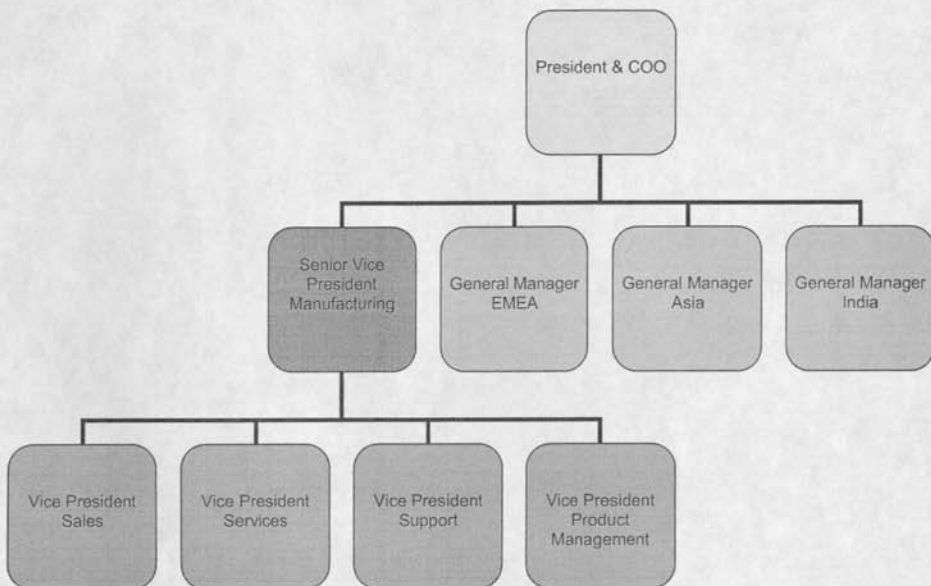 President & COO
Senior Vice
President
Manufacturing
General Manager
EMEA
General Manager
Asia
General Manager
India
Vice President
Sales
Vice President
Services
Vice President
Support
Vice President
Product
Management